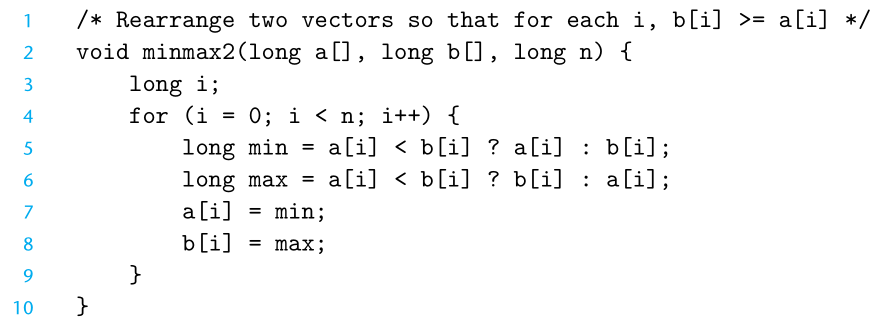 1 /* Rearrange two vectors so that for each i, b[i] >= a[i] */
2 void minmax2(long a[], long b[], long n) {
3     long i;
4     for (i = 0; i < n; i++) {
5         long min = a[i] < b[i] ? a[i] : b[i];
6         long max = a[i] < b[i] ? b[i] : a[i];
7         a[i] = min;
8         b[i] = max;
9     }
10 }